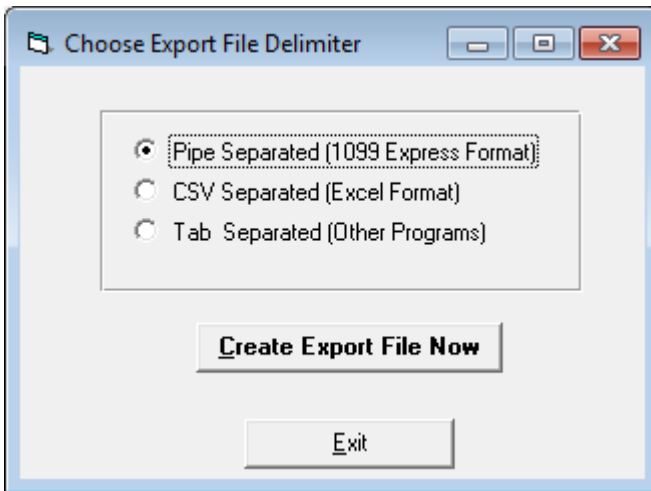 Choose Export File Delimiter
Pipe Separated (1099 Express Format)
CSV Separated (Excel Format)
Tab  Separated (Other Programs)
Create Export File Now
Exit